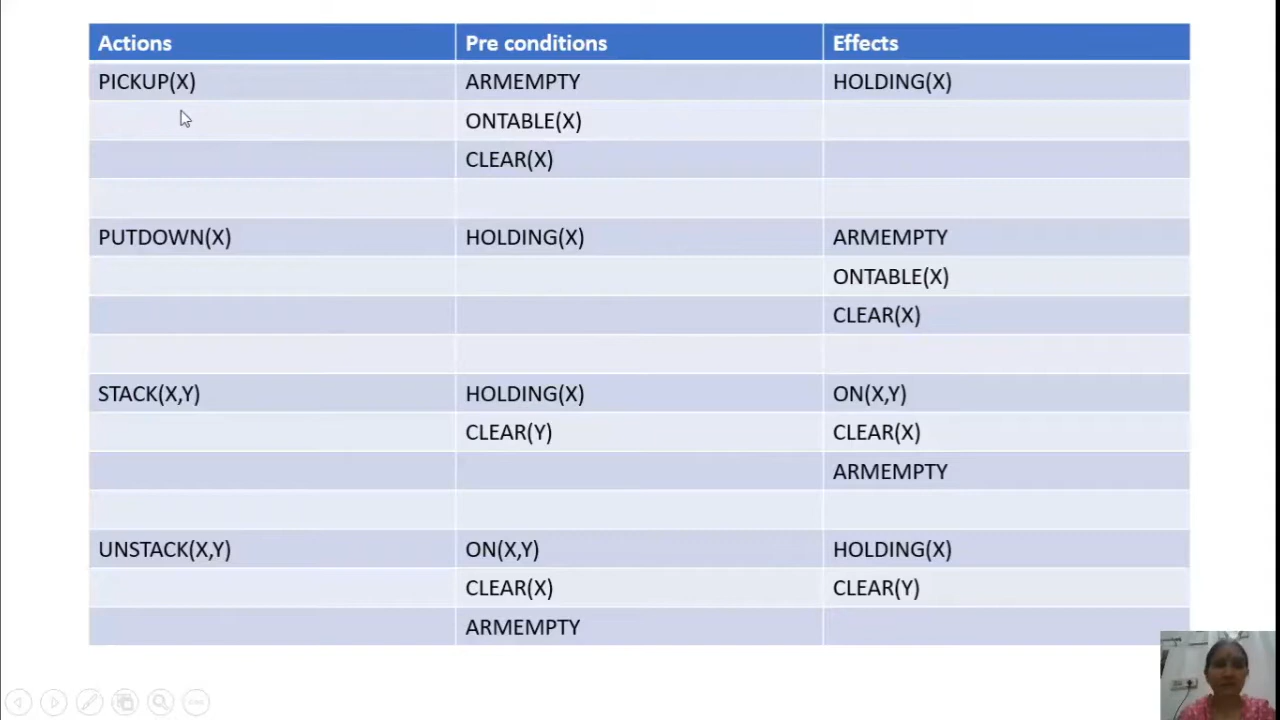 Actions Pre conditions Effects
PICKUP(X) ARMEMPTY HOLDING(X)
ONTABLE(X)
CLEAR(X)
PUTDOWN(X) HOLDING(X) ARMEMPTY
ONTABLE(X)
CLEAR(X)
STACK(X,Y) HOLDING(X) ON(X,Y)
CLEAR(Y) CLEAR(X)
ARMEMPTY
UNSTACK(X,Y) ON(X,Y) HOLDING(X)
CLEAR(X) CLEAR(Y)
ARMEMPTY